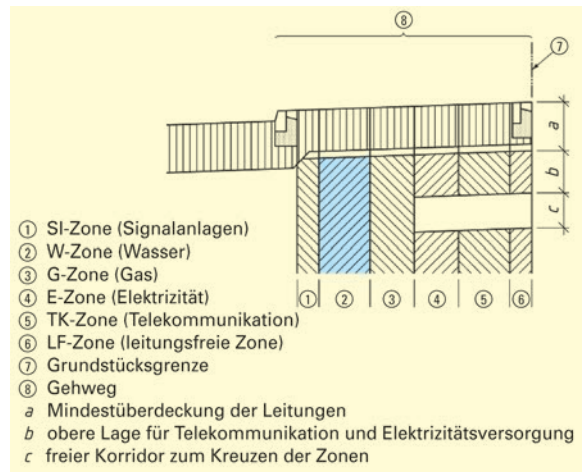 ⑧
⑦
a
b
c
① SI-Zone (Signalanlagen)
② W-Zone (Wasser)
③ G-Zone (Gas)
④ E-Zone (Elektrizität)
⑤ TK-Zone (Telekommunikation)
① ② ③ ④ ⑤ ⑥
⑥ LF-Zone (leitungsfreie Zone)
⑦ Grundstücksgrenze
⑧ Gehweg
a Mindestüberdeckung der Leitungen
b obere Lage für Telekommunikation und Elektrizitätsversorgung
c freier Korridor zum Kreuzen der Zonen